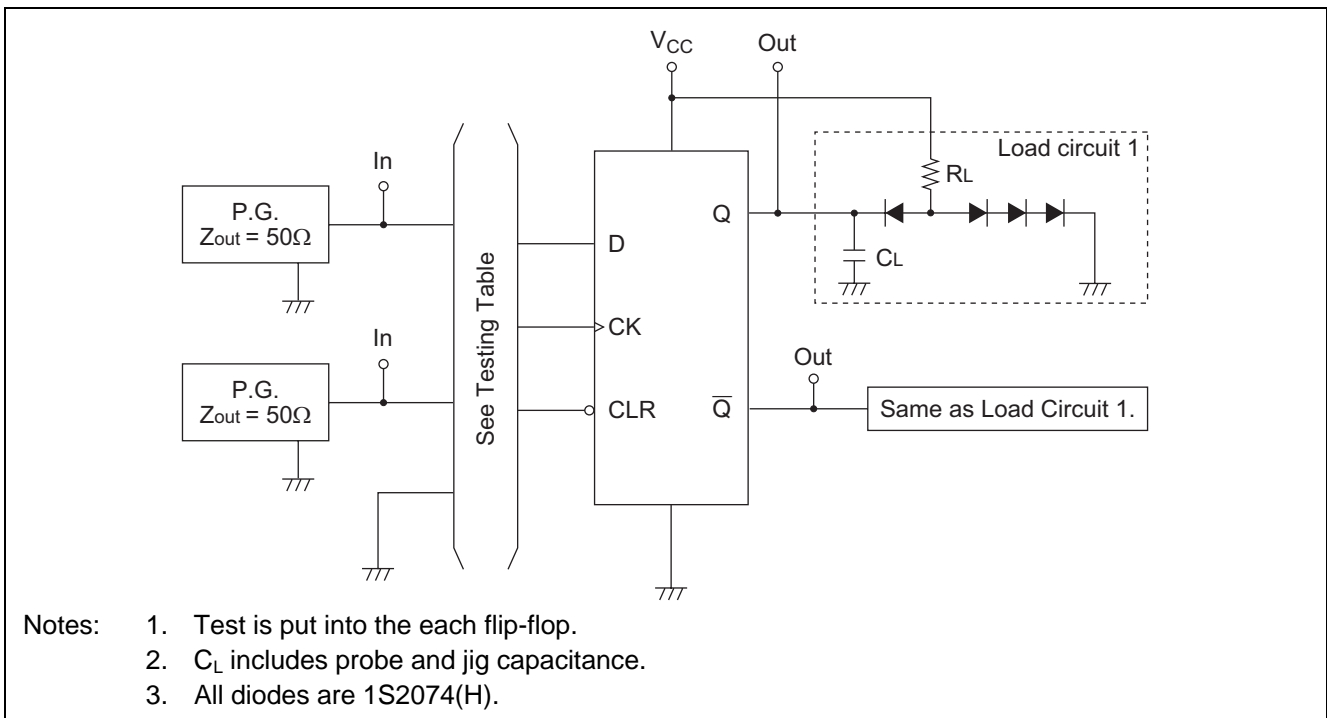 VCC
Out
Load circuit 1
RL
In
P.G.
Zout = 50Ω
Q
D
CL
See Testing Table
CK
In
Out
P.G.
Zout = 50Ω
CLR
Q̅
Same as Load Circuit 1.
Notes: 1. Test is put into the each flip-flop.
2. CL includes probe and jig capacitance.
3. All diodes are 1S2074(H).